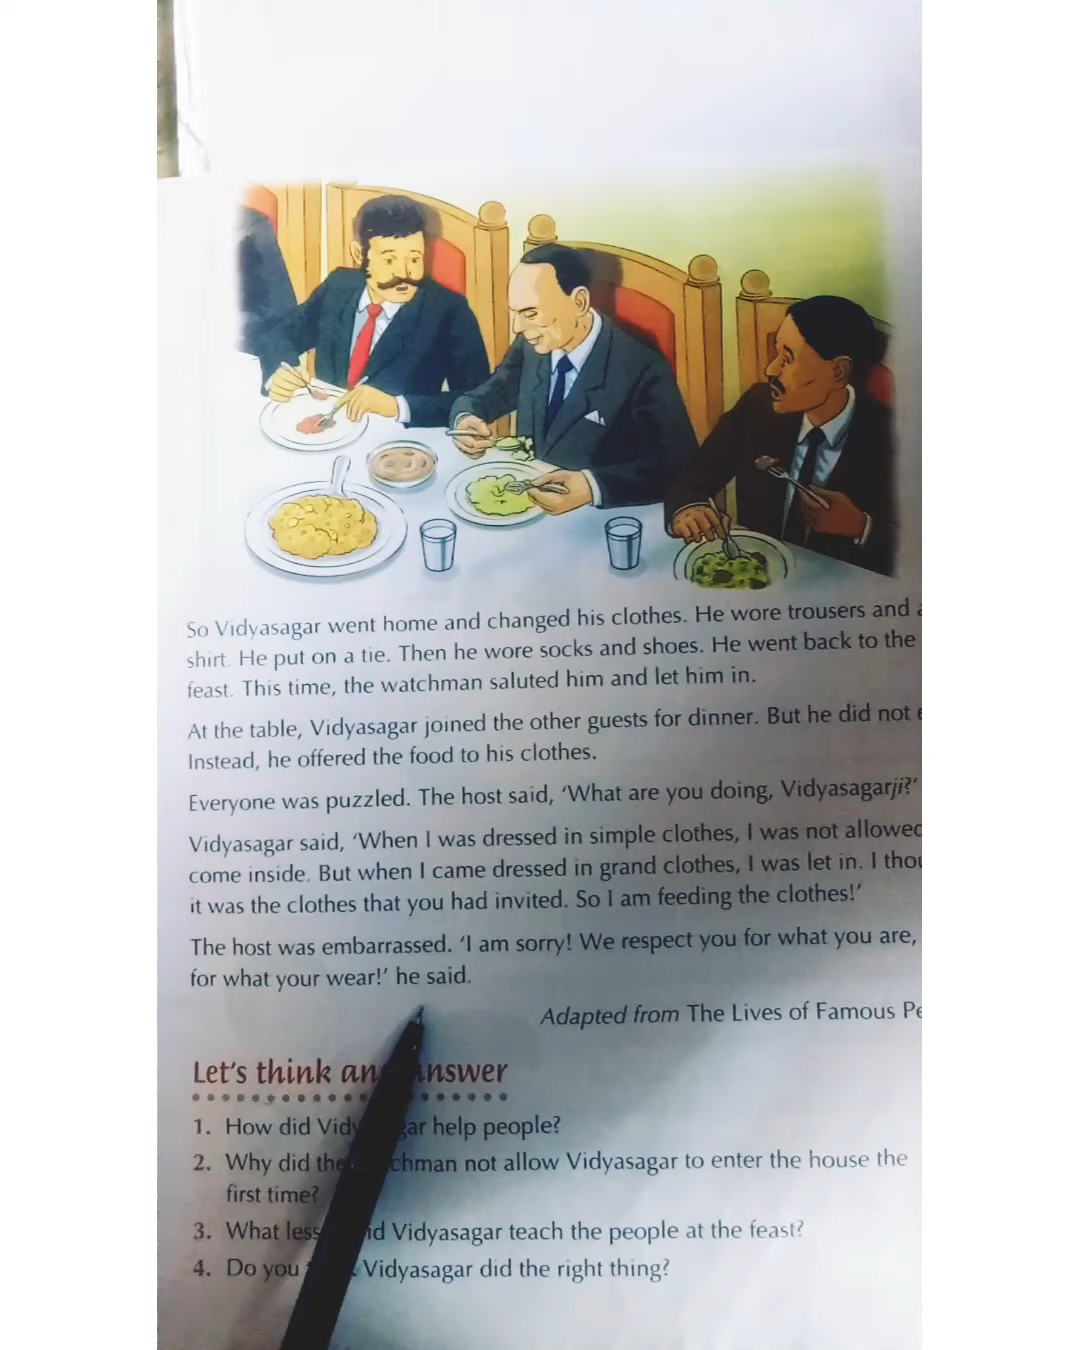 So Vidyasagar went home and changed his clothes. He wore trousers and
shirt. He put on a tie. Then he wore socks and shoes. He went back to the
feast. This time, the watchman saluted him and let him in.
At the table, Vidyasagar joined the other guests for dinner. But he did not
Instead, he offered the food to his clothes.
Everyone was puzzled. The host said, ‘What are you doing, Vidyasagarji?’
Vidyasagar said, ‘When I was dressed in simple clothes, I was not allowed
come inside. But when I came dressed in grand clothes, I was let in. I
it was the clothes that you had invited. So I am feeding the clothes!’
The host was embarrassed. ‘I am sorry! We respect you for what you are,
for what your wear!’ he said.
Adapted from The Lives of Famous
Let's think and answer
1. How did Vidyasagar help people?
2. Why did the watchman not allow Vidyasagar to enter the house the
first time?
3. What did Vidyasagar teach the people at the feast?
4. Do you Vidyasagar did the right thing?